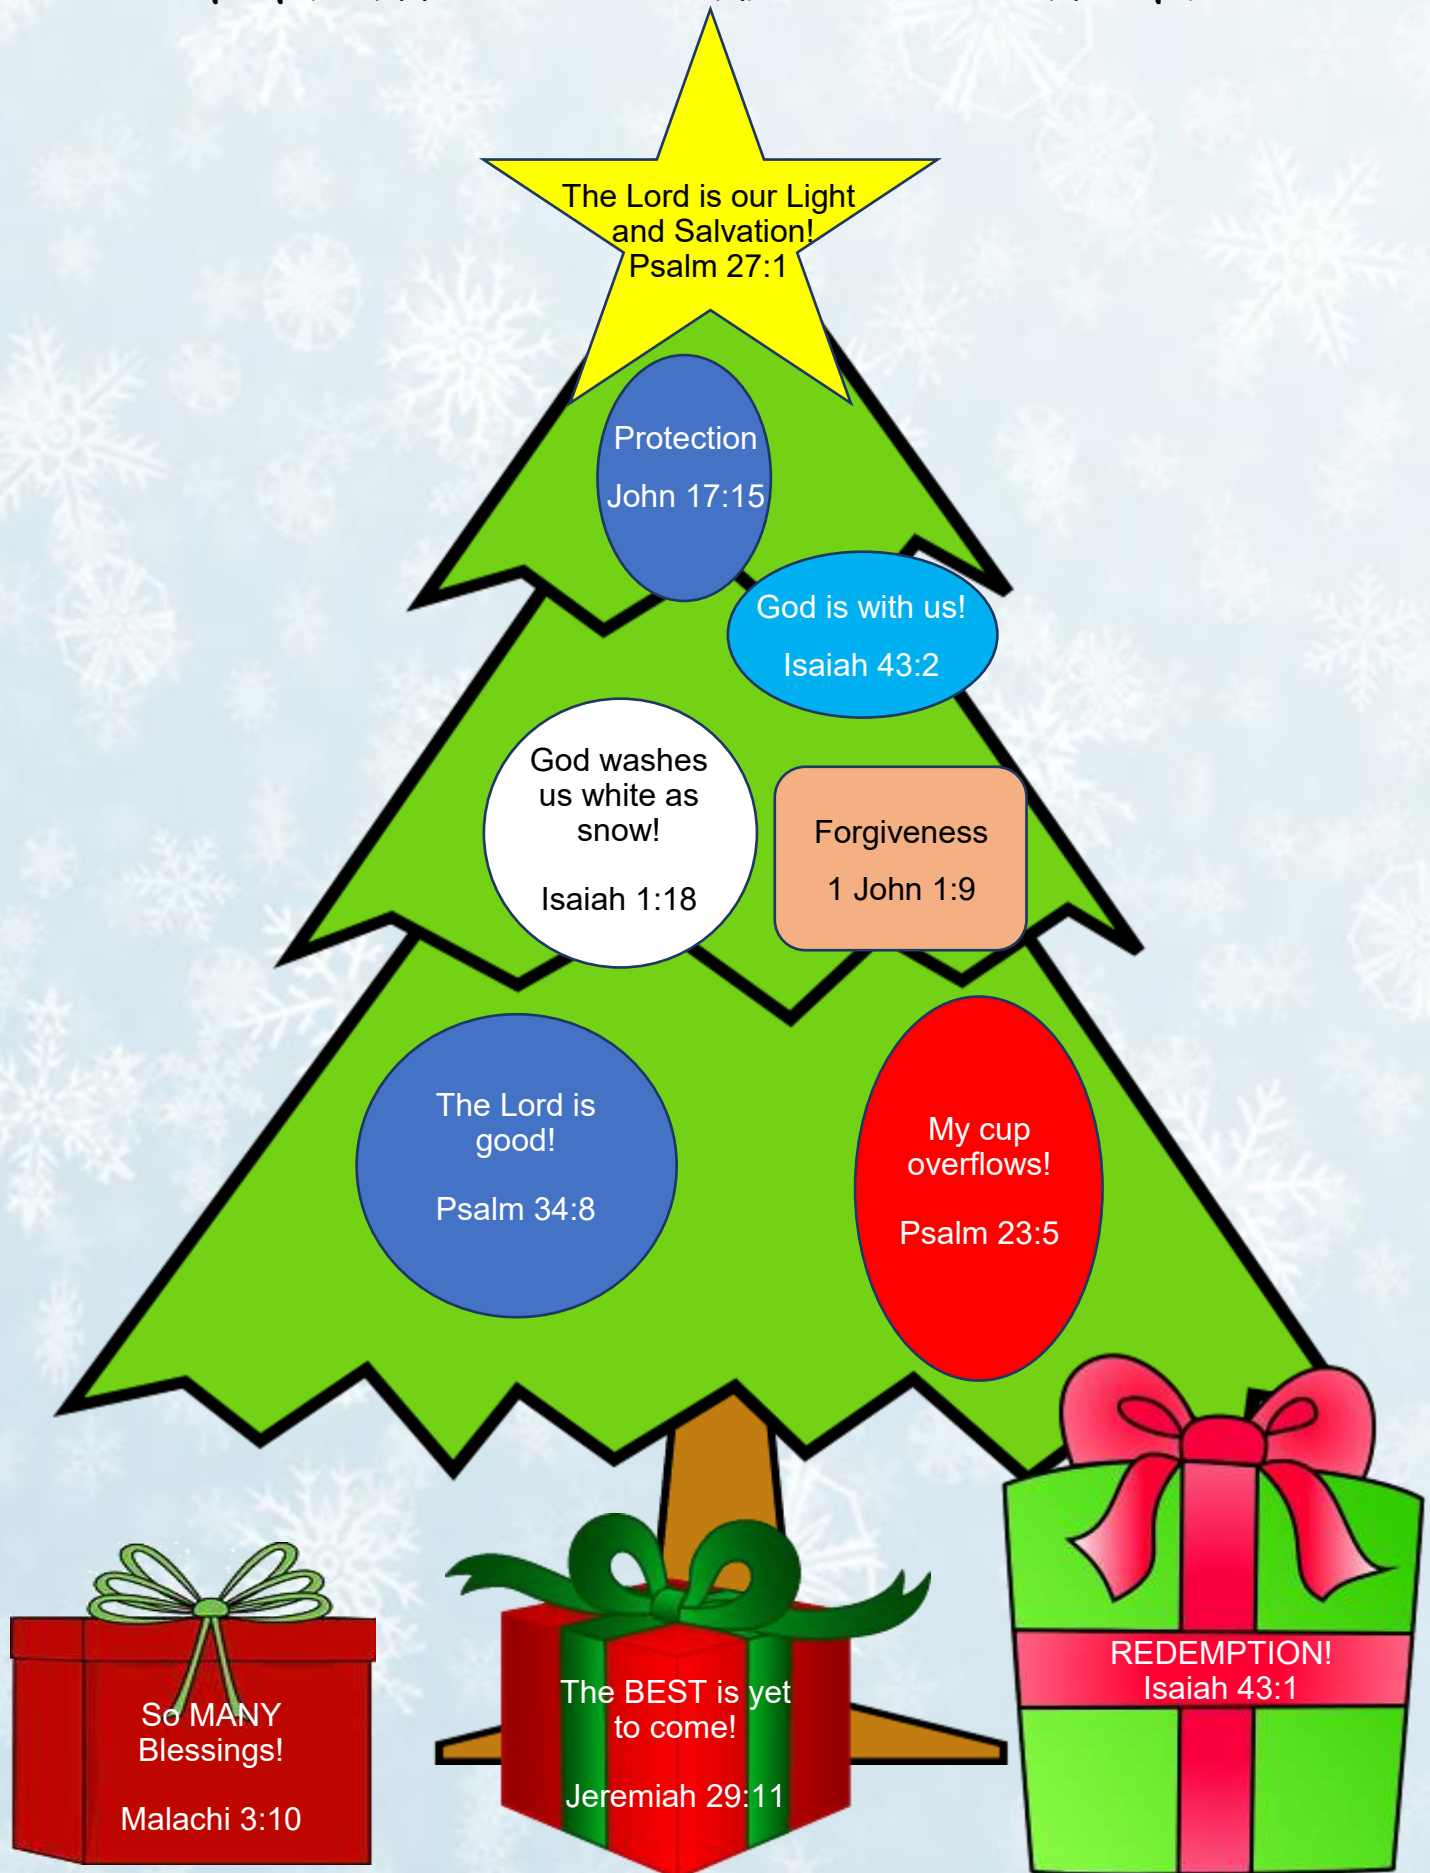 The Lord is our Light
and Salvation!
Psalm 27:1
Protection
John 17:15
God is with us!
Isaiah 43:2
God washes
us white as
snow!
Isaiah 1:18
Forgiveness
1 John 1:9
The Lord is
good!
Psalm 34:8
My cup
overflows!
Psalm 23:5
So MANY
Blessings!
Malachi 3:10
The BEST is yet
to come!
Jeremiah 29:11
REDEMPTION!
Isaiah 43:1